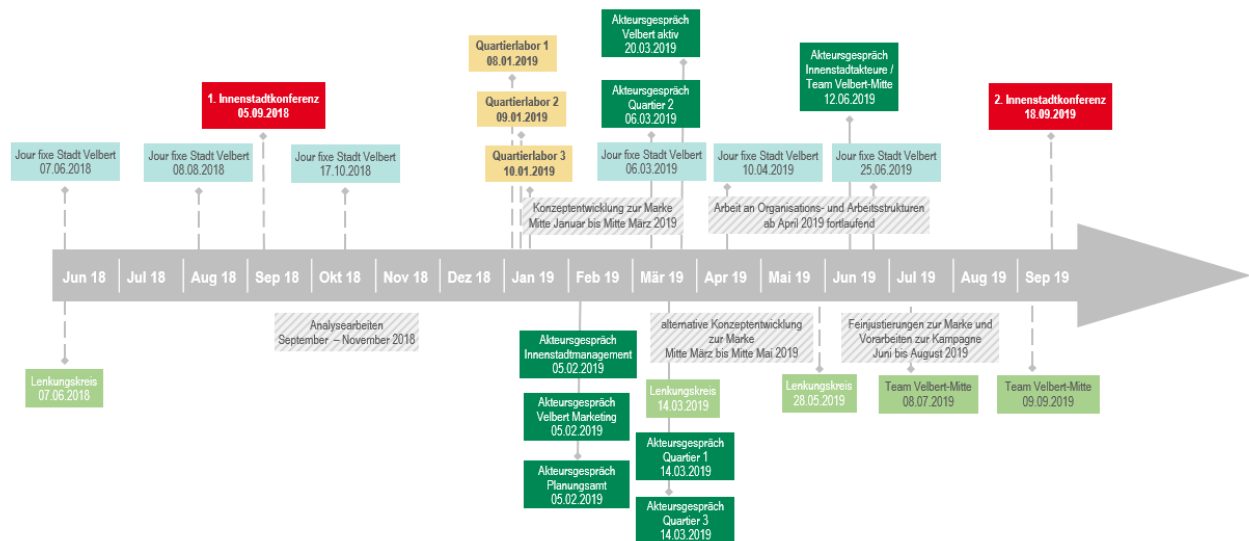 Akteursgespräch
Velbert aktiv
20.03.2019
Quartierlabor 1
08.01.2019
Akteursgespräch
Innenstadtakteure /
Team Velbert-Mitte
12.06.2019
1. Innenstadtkonferenz
05.09.2018
Quartierlabor 2
09.01.2019
Akteursgespräch
Quartier 2
06.03.2019
2. Innenstadtkonferenz
18.09.2019
Jour fixe Stadt Velbert
07.06.2018
Jour fixe Stadt Velbert
08.08.2018
Jour fixe Stadt Velbert
17.10.2018
Quartierlabor 3
10.01.2019
Jour fixe Stadt Velbert
06.03.2019
Jour fixe Stadt Velbert
10.04.2019
Jour fixe Stadt Velbert
25.06.2019
Konzeptentwicklung zur Marke
Mitte Januar bis Mitte März 2019
Arbeit an Organisations- und Arbeitsstrukturen
ab April 2019 fortlaufend
Jun 18 Jul 18 Aug 18 Sep 18 Okt 18 Nov 18 Dez 18 Jan 19 Feb 19 Mär 19 Apr 19 Mai 19 Jun 19 Jul 19 Aug 19 Sep 19
Analysearbeiten
September – November 2018
alternative Konzeptentwicklung
zur Marke
Mitte März bis Mitte Mai 2019
Feinjustierungen zur Marke und
Vorarbeiten zur Kampagne
Juni bis August 2019
Akteursgespräch
Innenstadtmanagement
05.02.2019
Lenkungskreis
07.06.2018
Lenkungskreis
14.03.2019
Lenkungskreis
28.05.2019
Team Velbert-Mitte
08.07.2019
Team Velbert-Mitte
09.09.2019
Akteursgespräch
Velbert Marketing
05.02.2019
Akteursgespräch
Quartier 1
14.03.2019
Akteursgespräch
Planungsamt
05.02.2019
Akteursgespräch
Quartier 3
14.03.2019